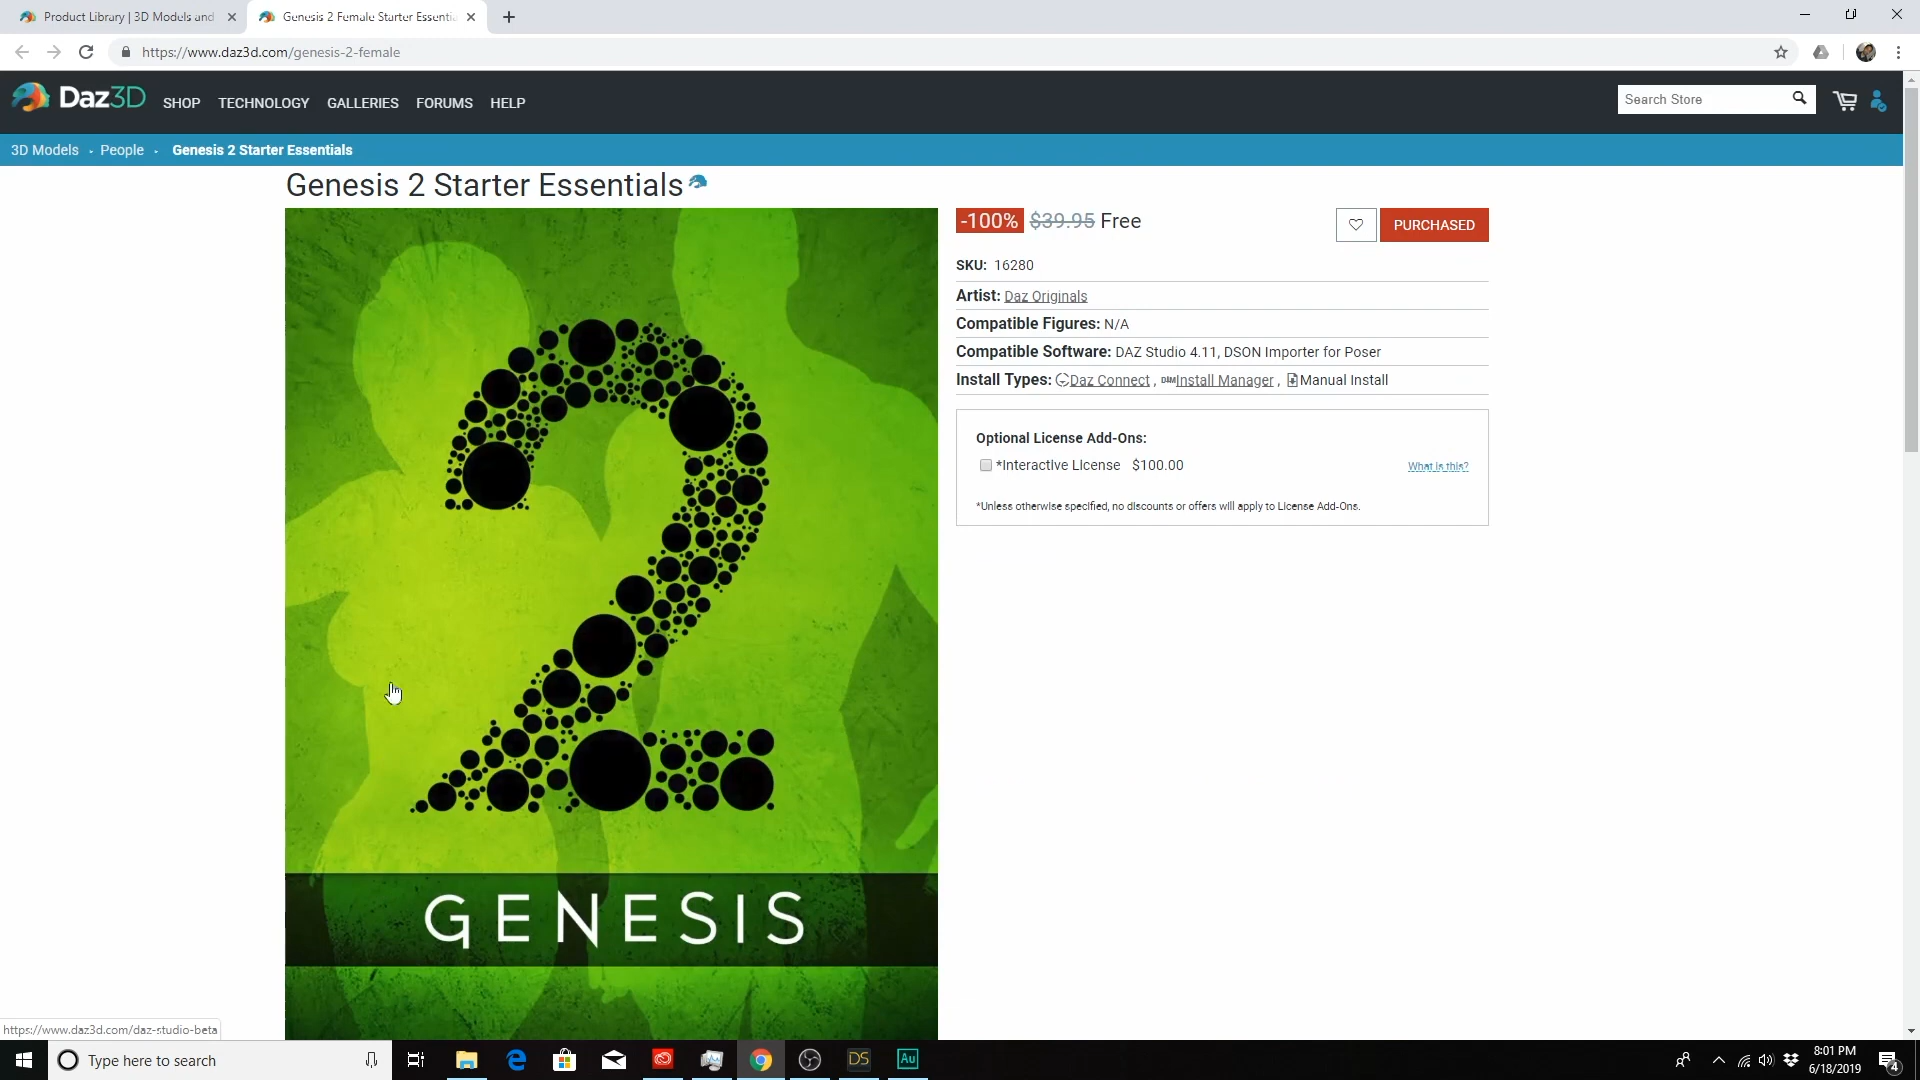 Product Library | 3D Models and
Genesis 2 Female Starter Essentia
https://www.daz3d.com/genesis-2-female
Daz3D
SHOP
TECHNOLOGY
GALLERIES
FORUMS
HELP
Search Store
3D Models
People
Genesis 2 Starter Essentials
Genesis 2 Starter Essentials
-100% $39.95 Free
PURCHASED
SKU: 16280
Artist: Daz Originals
Compatible Figures: N/A
Compatible Software: DAZ Studio 4.11, DSON Importer for Poser
Install Types: Daz Connect , DIM Install Manager , Manual Install
Optional License Add-Ons:
*Interactive License $100.00
What is this?
*Unless otherwise specified, no discounts or offers will apply to License Add-Ons.
2
GENESIS
https://www.daz3d.com/daz-studio-beta
Type here to search
DS
Au
8:01 PM
6/18/2019
4